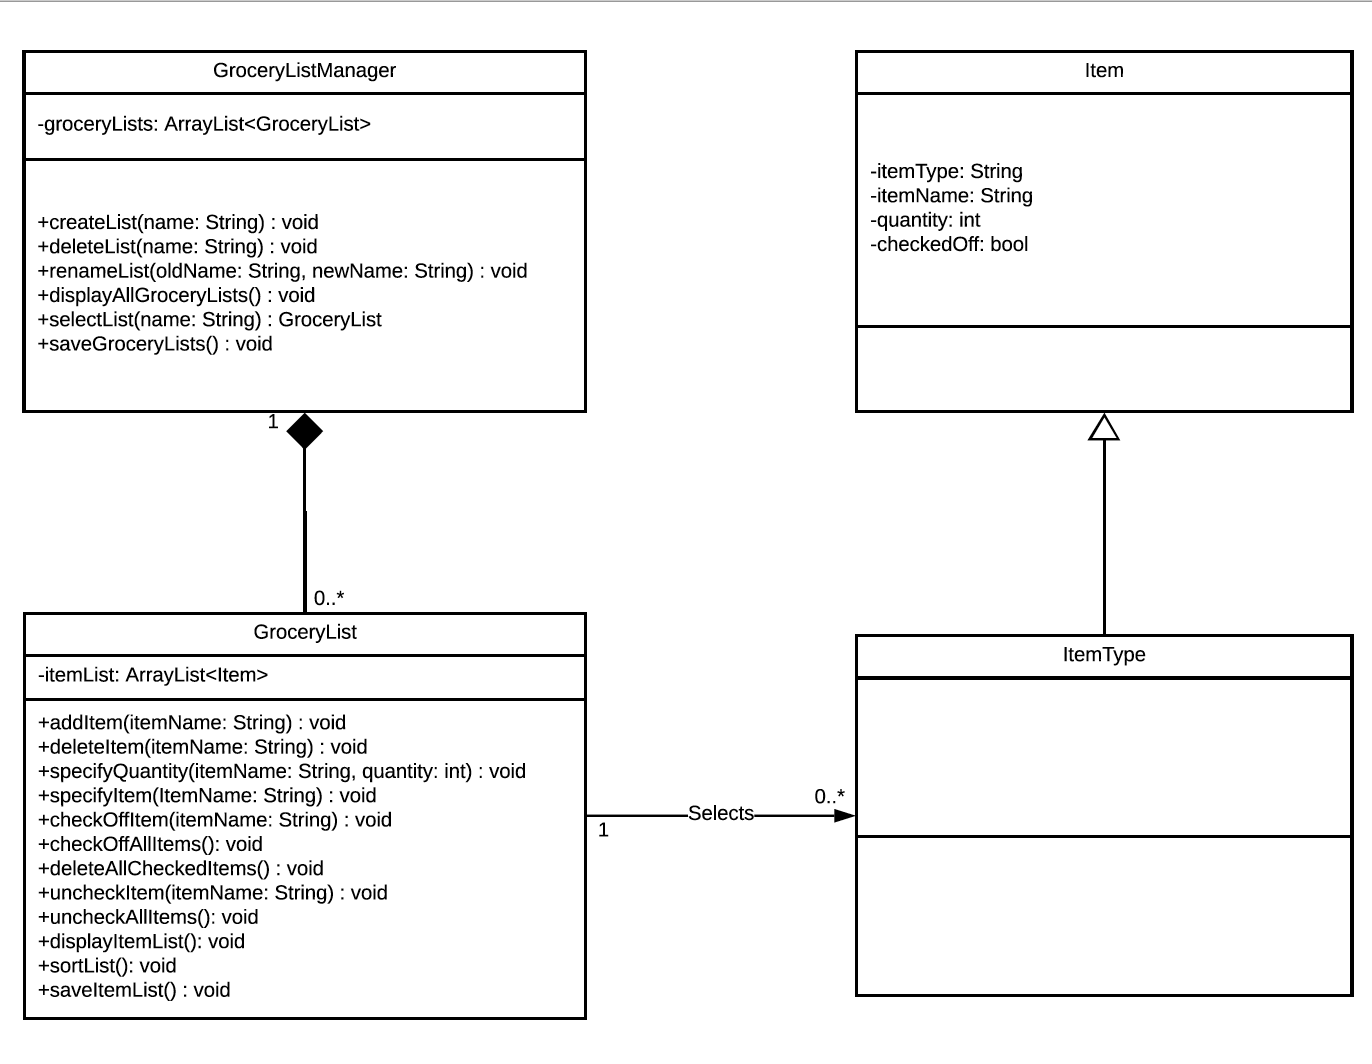 GroceryListManager
-groceryLists: ArrayList<GroceryList>
+createList(name: String) : void
+deleteList(name: String) : void
+renameList(oldName: String, newName: String) : void
+displayAllGroceryLists() : void
+selectList(name: String) : GroceryList
+saveGroceryLists() : void
Item
-itemType: String
-itemName: String
-quantity: int
-checkedOff: bool
1
0..*
GroceryList
-itemList: ArrayList<Item>
+addItem(itemName: String) : void
+deleteItem(itemName: String) : void
+specifyQuantity(itemName: String, quantity: int) : void
+specifyItem(ItemName: String) : void
+checkOffItem(itemName: String) : void
+checkOffAllItems(): void
+deleteAllCheckedItems() : void
+uncheckItem(itemName: String) : void
+uncheckAllItems(): void
+displayItemList(): void
+sortList(): void
+saveItemList() : void
1
Selects
0..*
ItemType